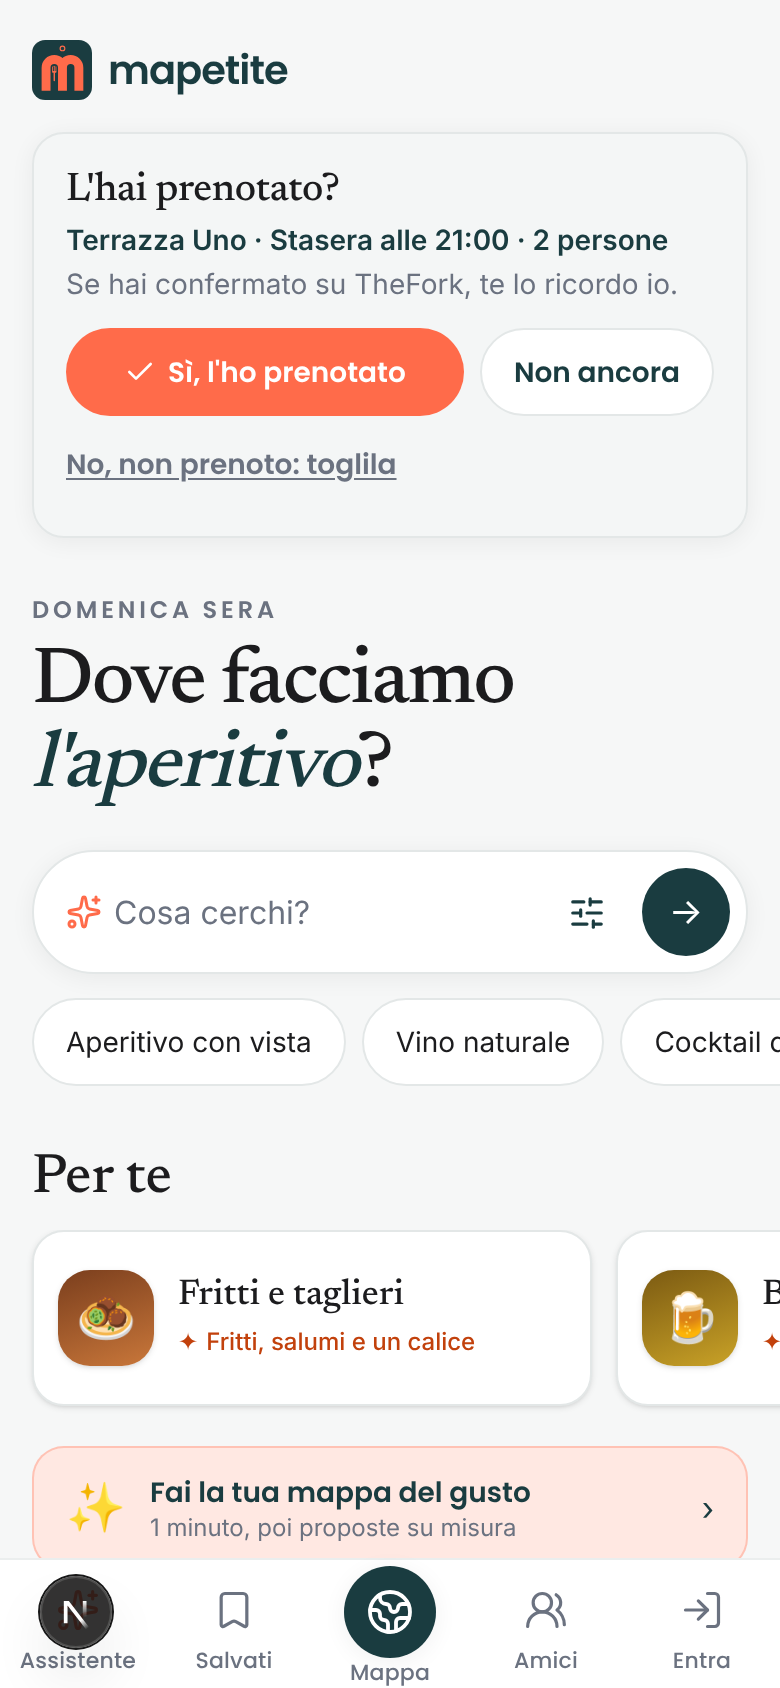 mapetite
L'hai prenotato?
Terrazza Uno · Stasera alle 21:00 · 2 persone
Se hai confermato su TheFork, te lo ricordo io.
Sì, l'ho prenotato
Non ancora
No, non prenoto: toglila
DOMENICA SERA
Dove facciamo
l'aperitivo?
Cosa cerchi?
Aperitivo con vista
Vino naturale
Cocktail
Per te
Fritti e taglieri
✦ Fritti, salumi e un calice
Fai la tua mappa del gusto
1 minuto, poi proposte su misura
N
Assistente
Salvati
Mappa
Amici
Entra